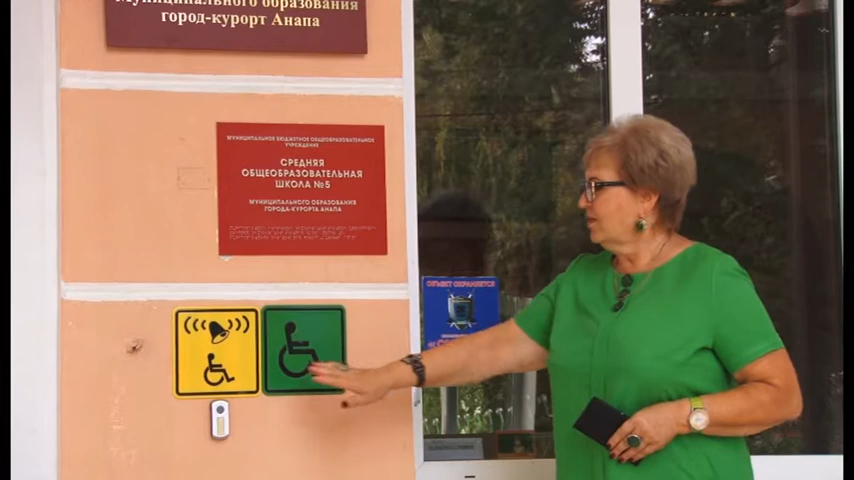 Муниципального образования
город-курорт Анапа
МУНИЦИПАЛЬНОЕ БЮДЖЕТНОЕ ОБЩЕОБРАЗОВАТЕЛЬНОЕ
УЧРЕЖДЕНИЕ
СРЕДНЯЯ
ОБЩЕОБРАЗОВАТЕЛЬНАЯ
ШКОЛА №5
МУНИЦИПАЛЬНОГО ОБРАЗОВАНИЯ
ГОРОДА-КУРОРТА АНАПА
ОБЪЕКТ ОХРАНЯЕТСЯ